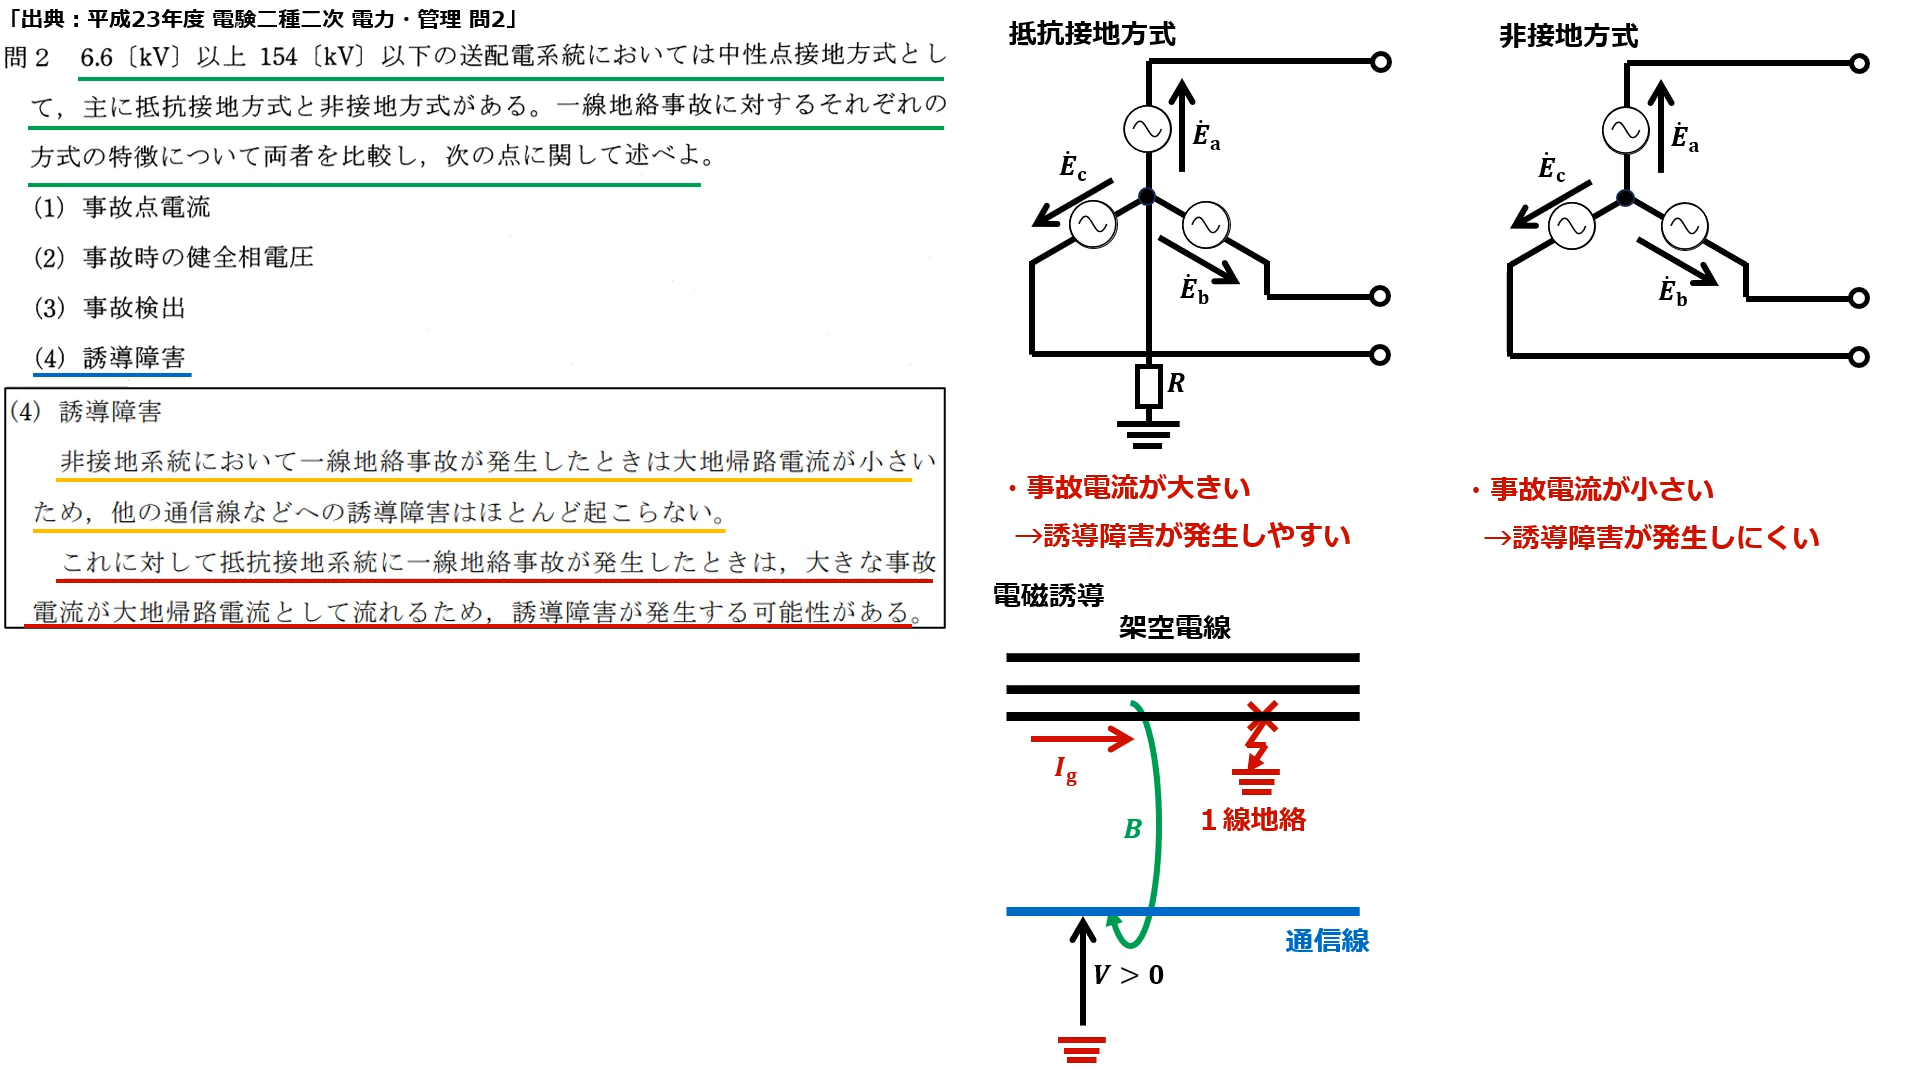 「出典：平成23年度 電験二種二次 電力・管理 問2」
問２　6.6〔kV〕以上 154〔kV〕以下の送配電系統においては中性点接地方式とし
て，主に抵抗接地方式と非接地方式がある。一線地絡事故に対するそれぞれの
方式の特徴について両者を比較し，次の点に関して述べよ。
(1) 事故点電流
(2) 事故時の健全相電圧
(3) 事故検出
(4) 誘導障害
(4) 誘導障害
非接地系統において一線地絡事故が発生したときは大地帰路電流が小さい
ため，他の通信線などへの誘導障害はほとんど起こらない。
これに対して抵抗接地系統に一線地絡事故が発生したときは，大きな事故
電流が大地帰路電流として流れるため，誘導障害が発生する可能性がある。
抵抗接地方式
Ėa
Ėc
Ėb
R
・事故電流が大きい
→誘導障害が発生しやすい
非接地方式
Ėa
Ėc
Ėb
・事故電流が小さい
→誘導障害が発生しにくい
電磁誘導
架空電線
Ig
B
１線地絡
通信線
V > 0